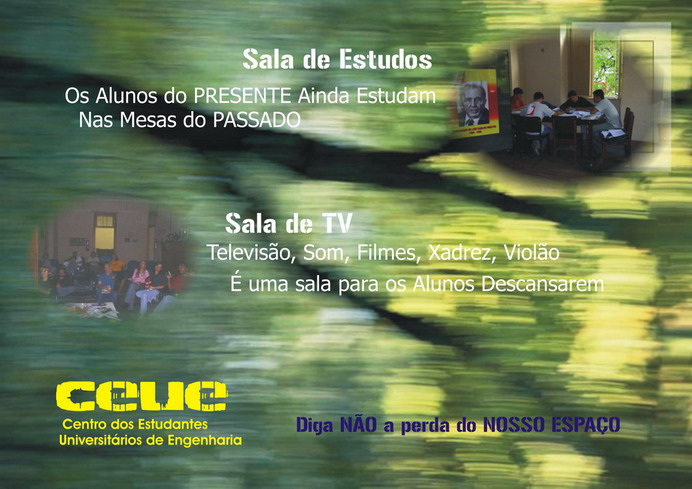 Sala de Estudos
Os Alunos do PRESENTE Ainda Estudam
Nas Mesas do PASSADO
Sala de TV
Televisão, Som, Filmes, Xadrez, Violão
É uma sala para os Alunos Descansarem
ceue
Centro dos Estudantes
Universitários de Engenharia
Diga NÃO a perda do NOSSO ESPAÇO